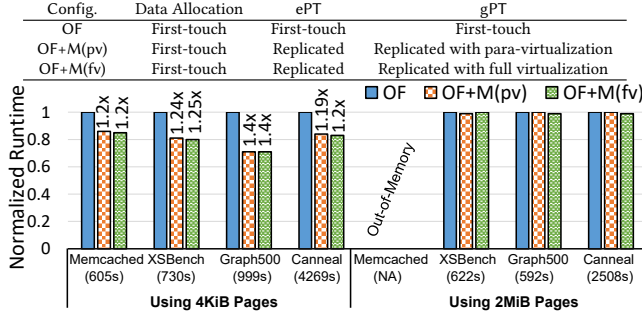 Config. Data Allocation ePT gPT
OF First-touch First-touch First-touch
OF+M(pv) First-touch Replicated Replicated with para-virtualization
OF+M(fv) First-touch Replicated Replicated with full virtualization
OF OF+M(pv) OF+M(fv)
Normalized Runtime
1
0.8
0.6
0.4
0.2
0
1.2x 1.2x 1.24x 1.25x 1.4x 1.4x 1.19x 1.2x
Out-of-Memory
Memcached XSBench Graph500 Canneal Memcached XSBench Graph500 Canneal
(605s) (730s) (999s) (4269s) (NA) (622s) (592s) (2508s)
Using 4KiB Pages Using 2MiB Pages